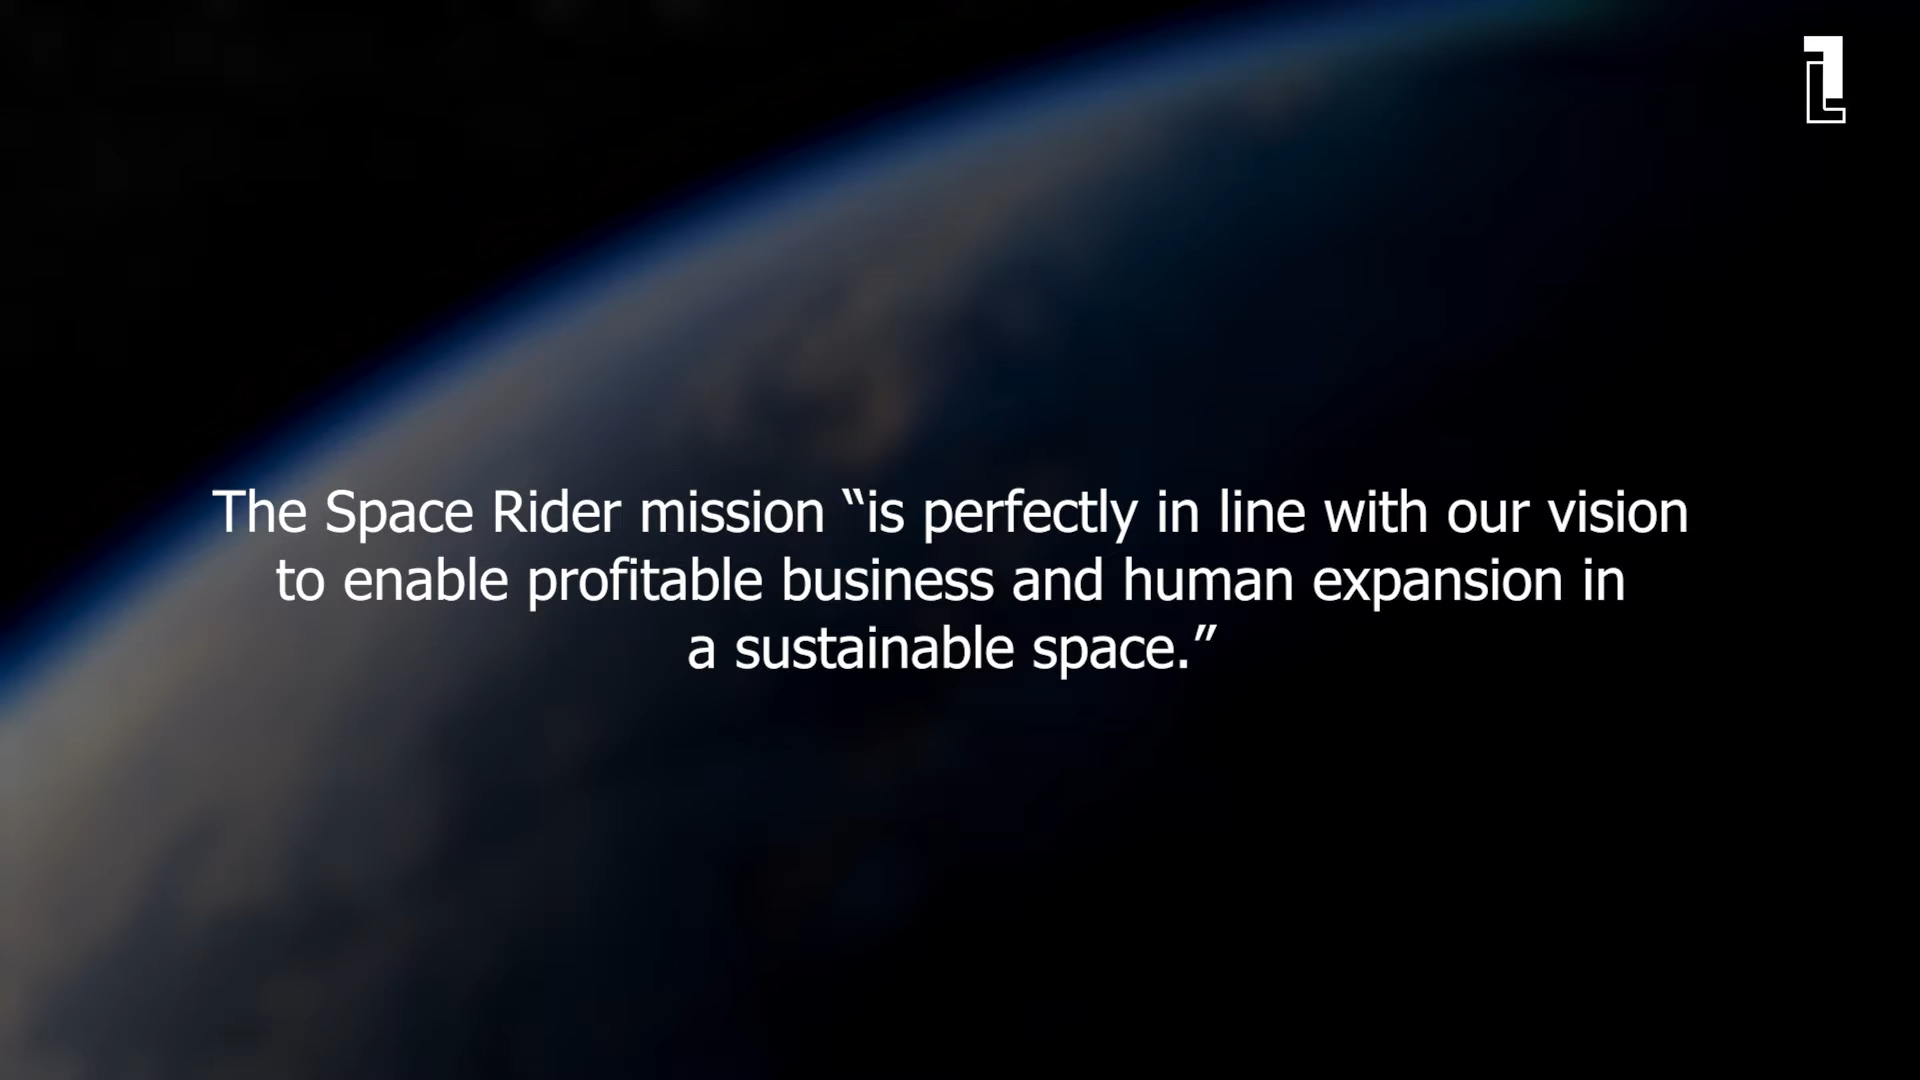 The Space Rider mission “is perfectly in line with our vision
to enable profitable business and human expansion in
a sustainable space.”